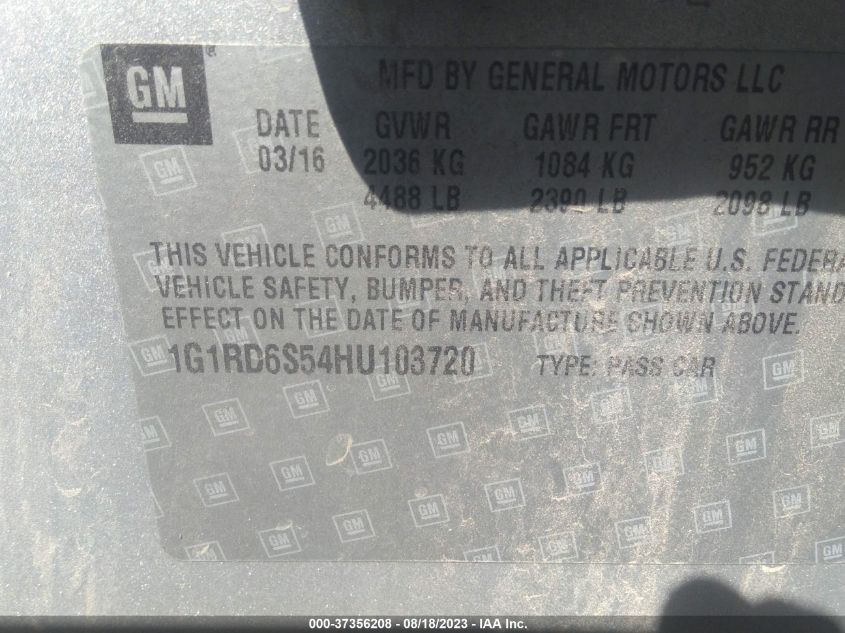 GM
MFD BY GENERAL MOTORS LLC
DATE GVWR GAWR FRT GAWR RR
03/16 2036 KG 1084 KG 952 KG
4488 LB 2390 LB 2098 LB
THIS VEHICLE CONFORMS TO ALL APPLICABLE U.S. FEDERA
VEHICLE SAFETY, BUMPER, AND THEFT PREVENTION STAND
EFFECT ON THE DATE OF MANUFACTURE SHOWN ABOVE.
1G1RD6S54HU103720 TYPE: PASS CAR
000-37356208 - 08/18/2023 - IAA Inc.